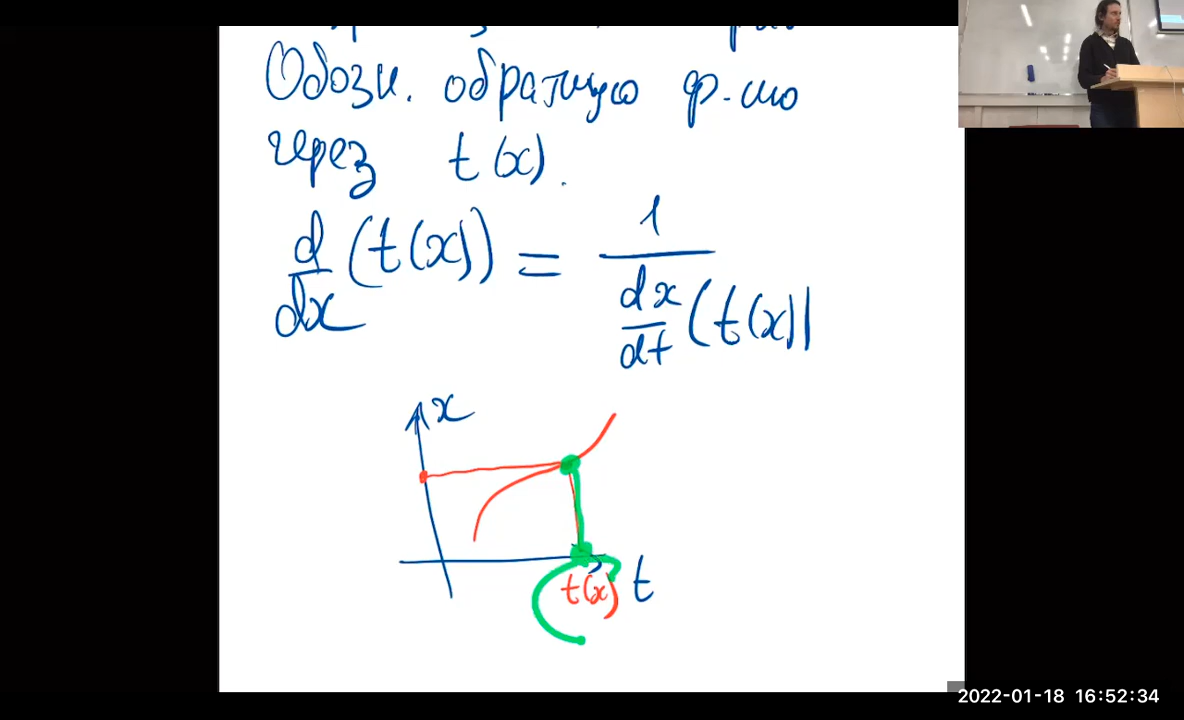 Обозн. обратную ф-цию
через t(x).
d/dx (t(x)) = 1 / (dx/dt (t(x)))
x
t(x) t
2022-01-18 16:52:34